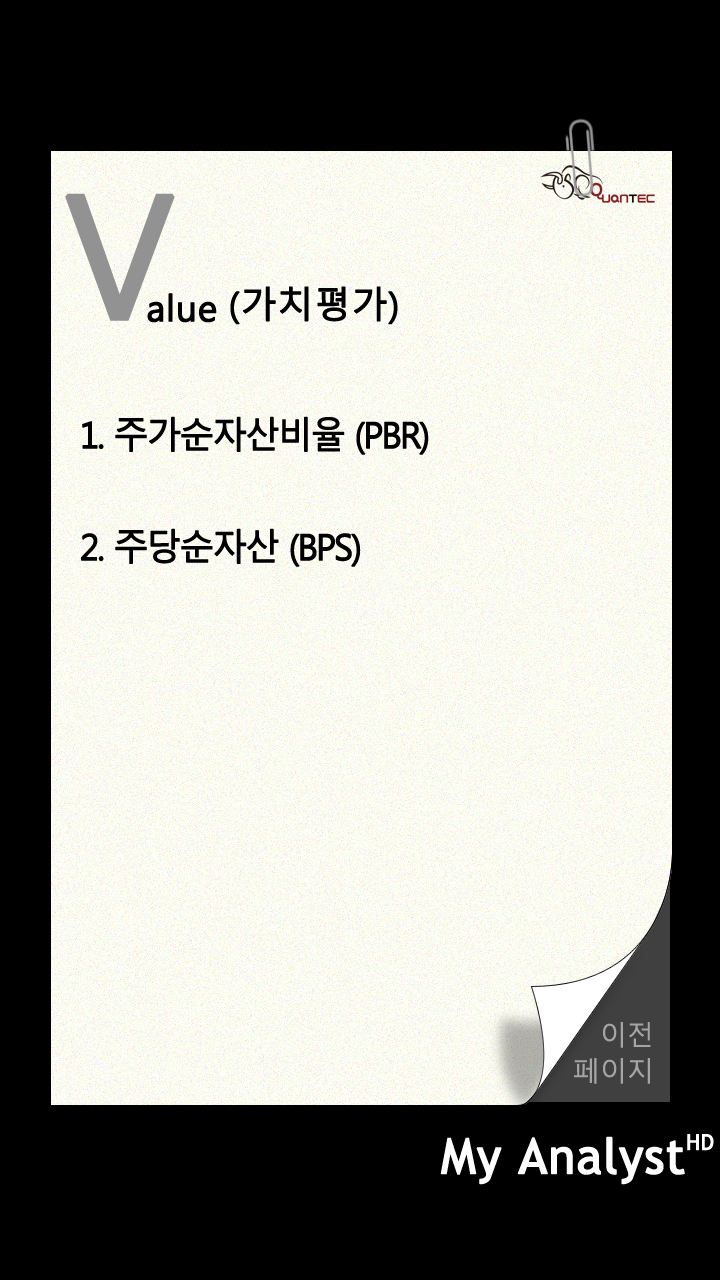 QUANTEC
Value (가치평가)
1. 주가순자산비율 (PBR)
2. 주당순자산 (BPS)
이전
페이지
My Analyst HD